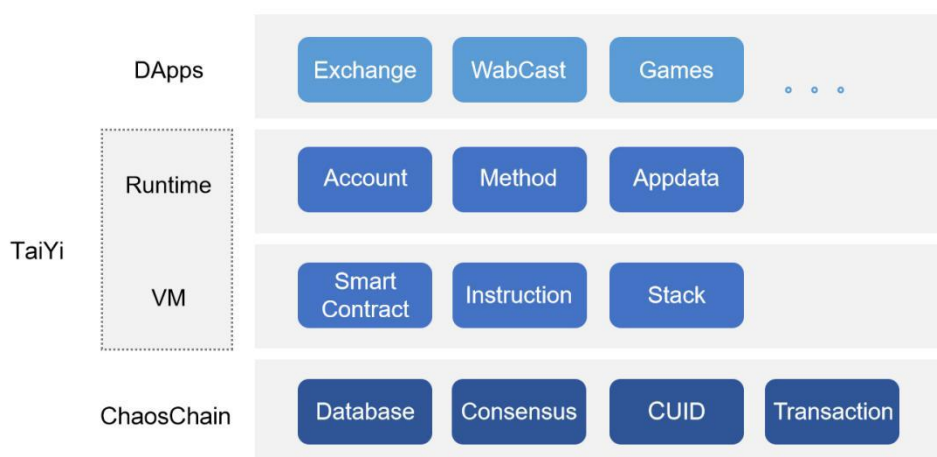 DApps
Exchange
WabCast
Games
TaiYi
Runtime
Account
Method
Appdata
VM
Smart
Contract
Instruction
Stack
ChaosChain
Database
Consensus
CUID
Transaction